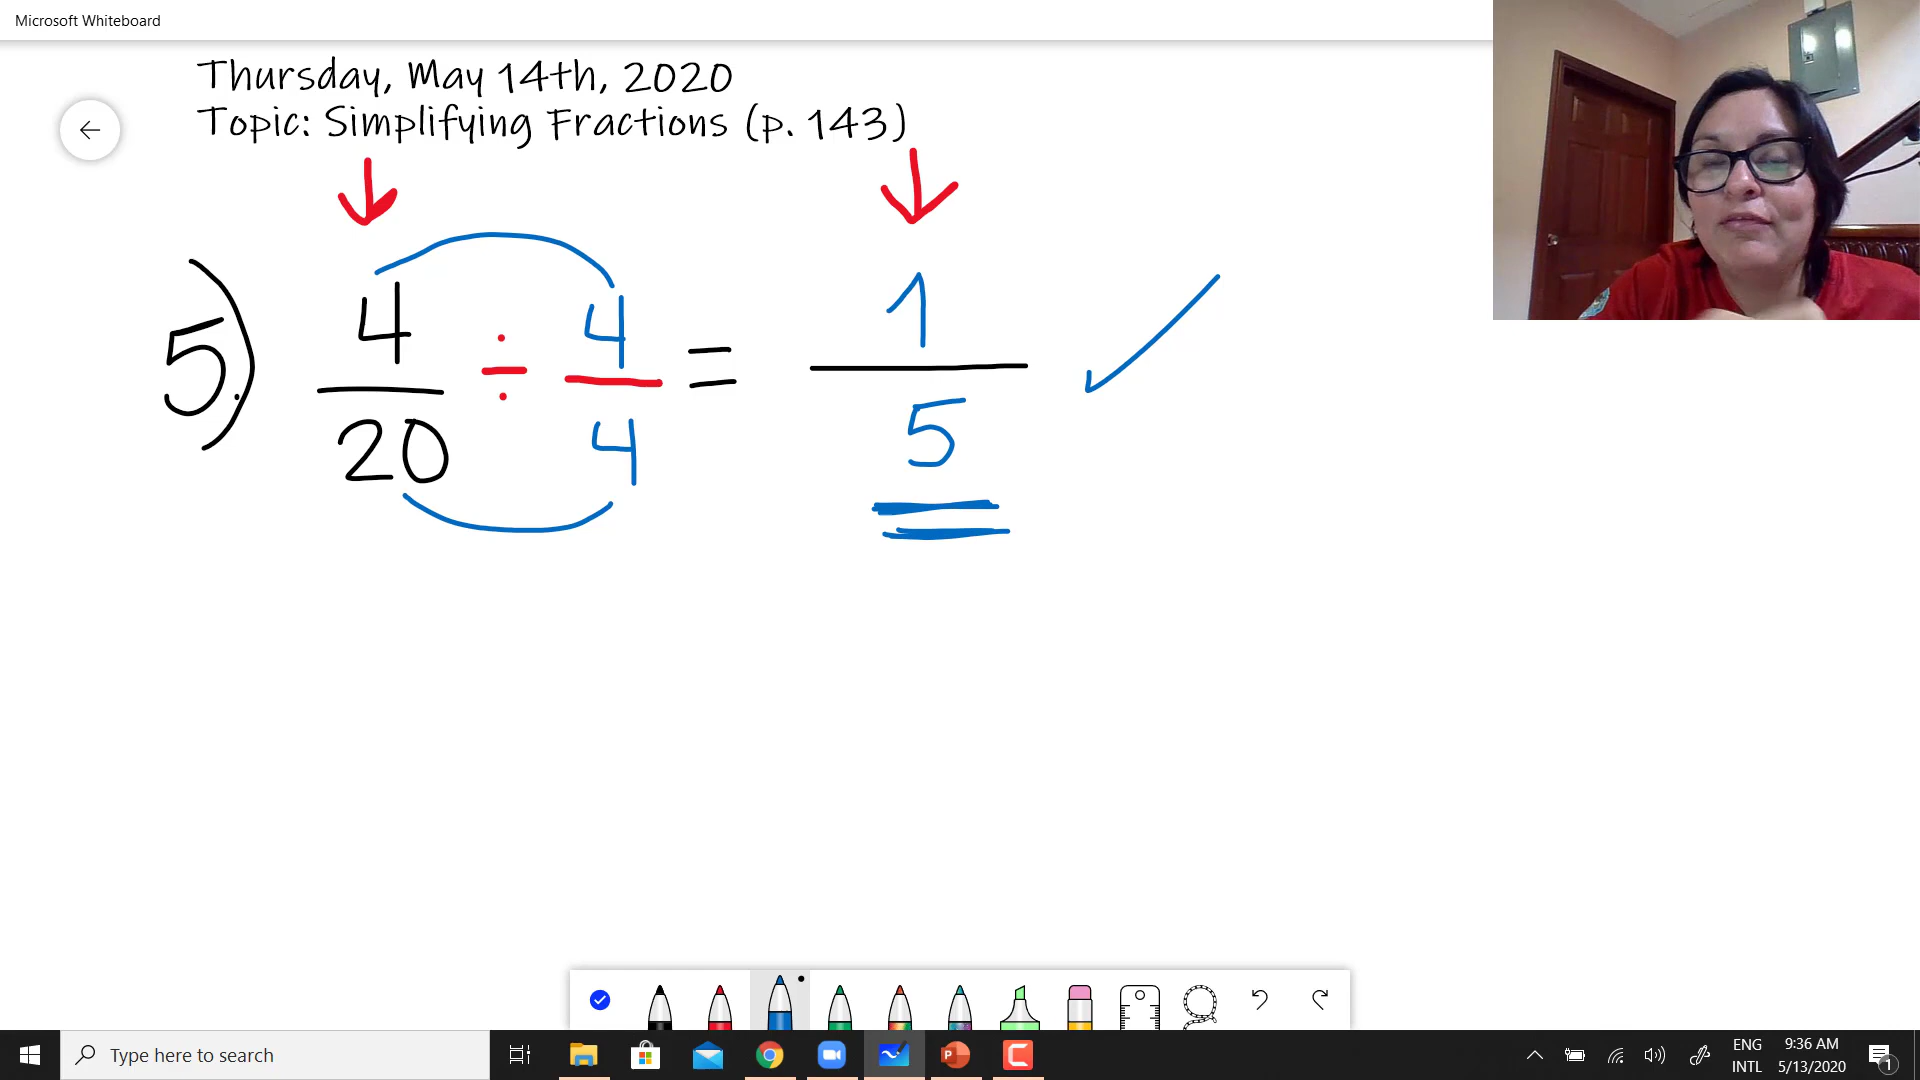 Microsoft Whiteboard
Thursday, May 14th, 2020
Topic: Simplifying Fractions (p. 143)
5.) 4/20 ÷ 4/4 = 1/5
Type here to search
ENG
INTL
9:36 AM
5/13/2020
1